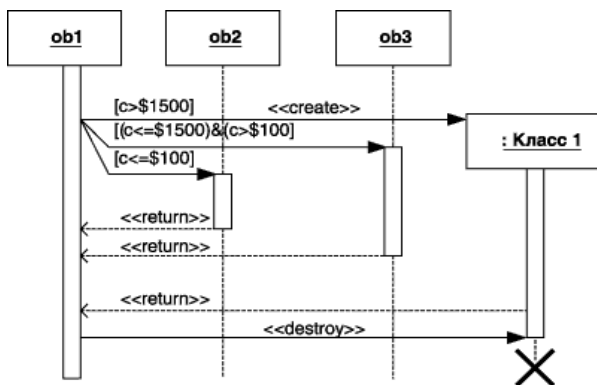 ob1
ob2
ob3
[c>$1500]
<<create>>
[(c<=$1500)&(c>$100]
: Класс 1
[c<=$100]
<<return>>
<<return>>
<<return>>
<<destroy>>